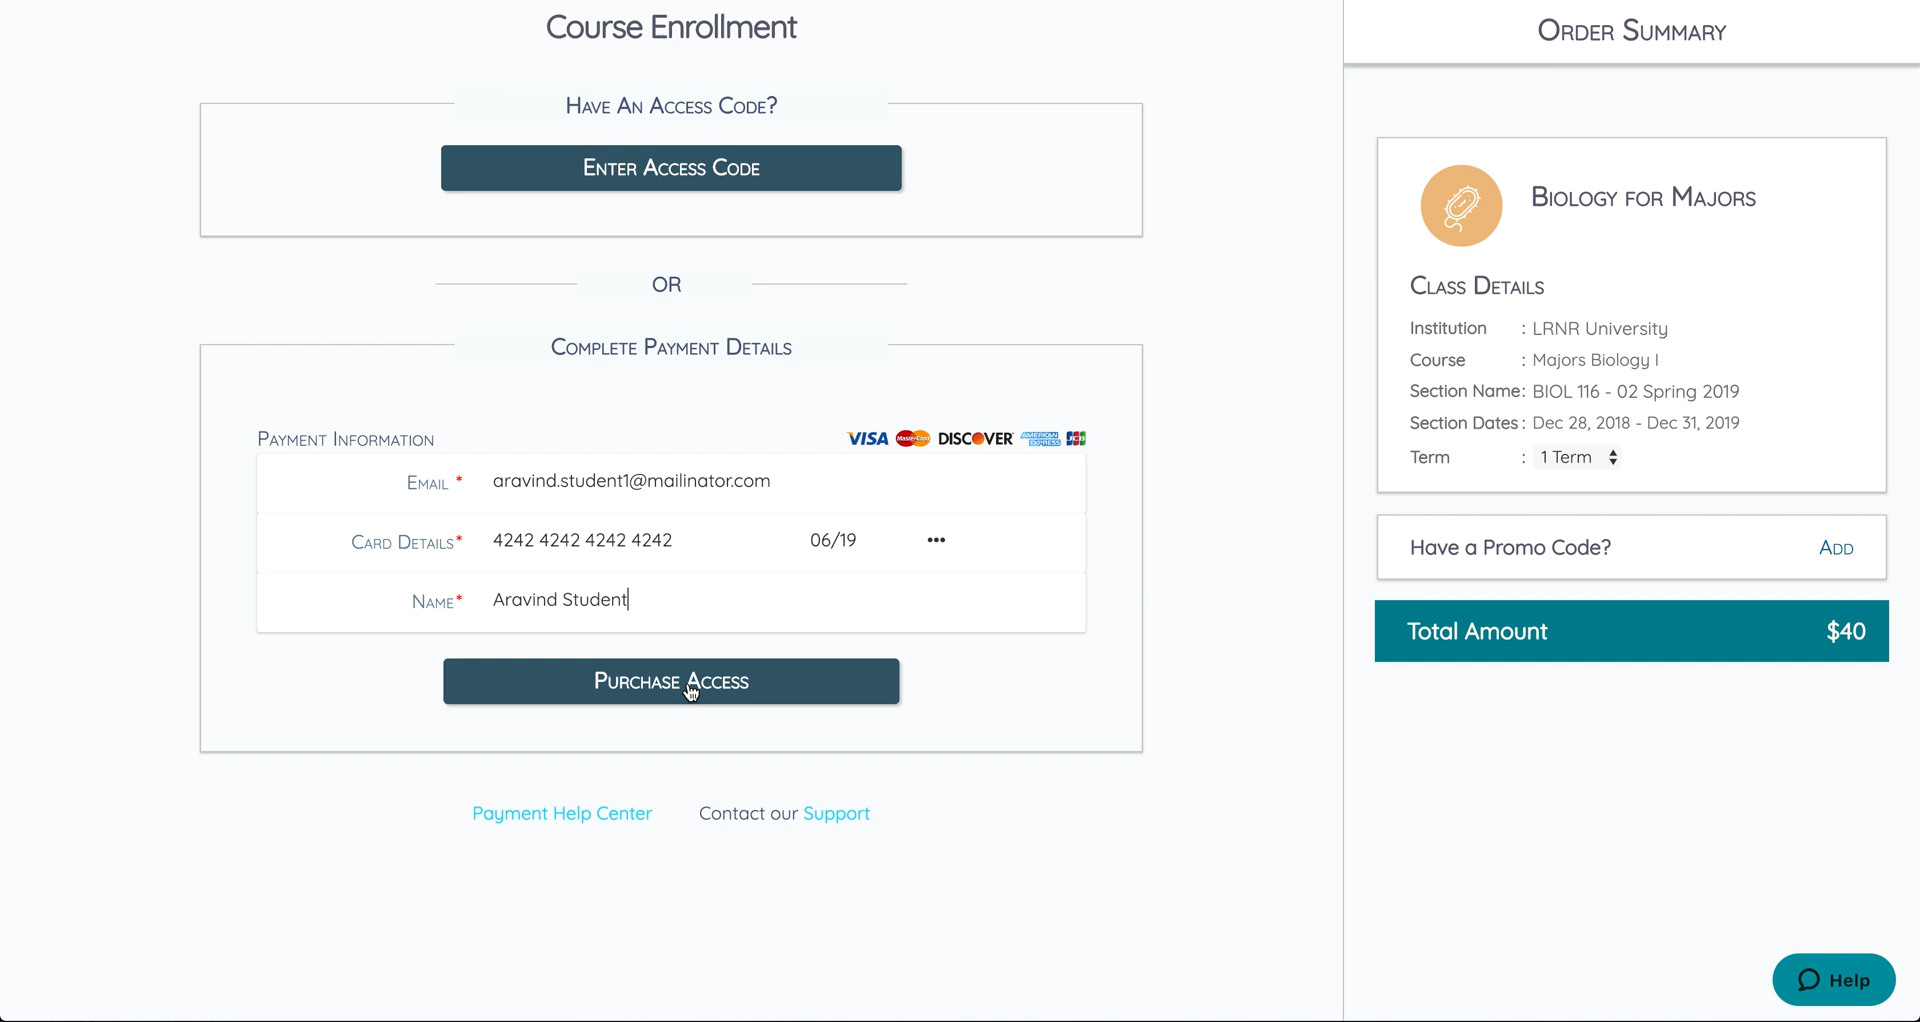 Course Enrollment
Have An Access Code?
Enter Access Code
OR
Complete Payment Details
Payment Information
VISA MasterCard DISCOVER AMERICAN EXPRESS JCB
Email * aravind.student1@mailinator.com
Card Details* 4242 4242 4242 4242 06/19 •••
Name* Aravind Student
Purchase Access
Payment Help Center Contact our Support
Order Summary
Biology for Majors
Class Details
Institution : LRNR University
Course : Majors Biology I
Section Name: BIOL 116 - 02 Spring 2019
Section Dates: Dec 28, 2018 - Dec 31, 2019
Term : 1 Term
Have a Promo Code? Add
Total Amount $40
Help